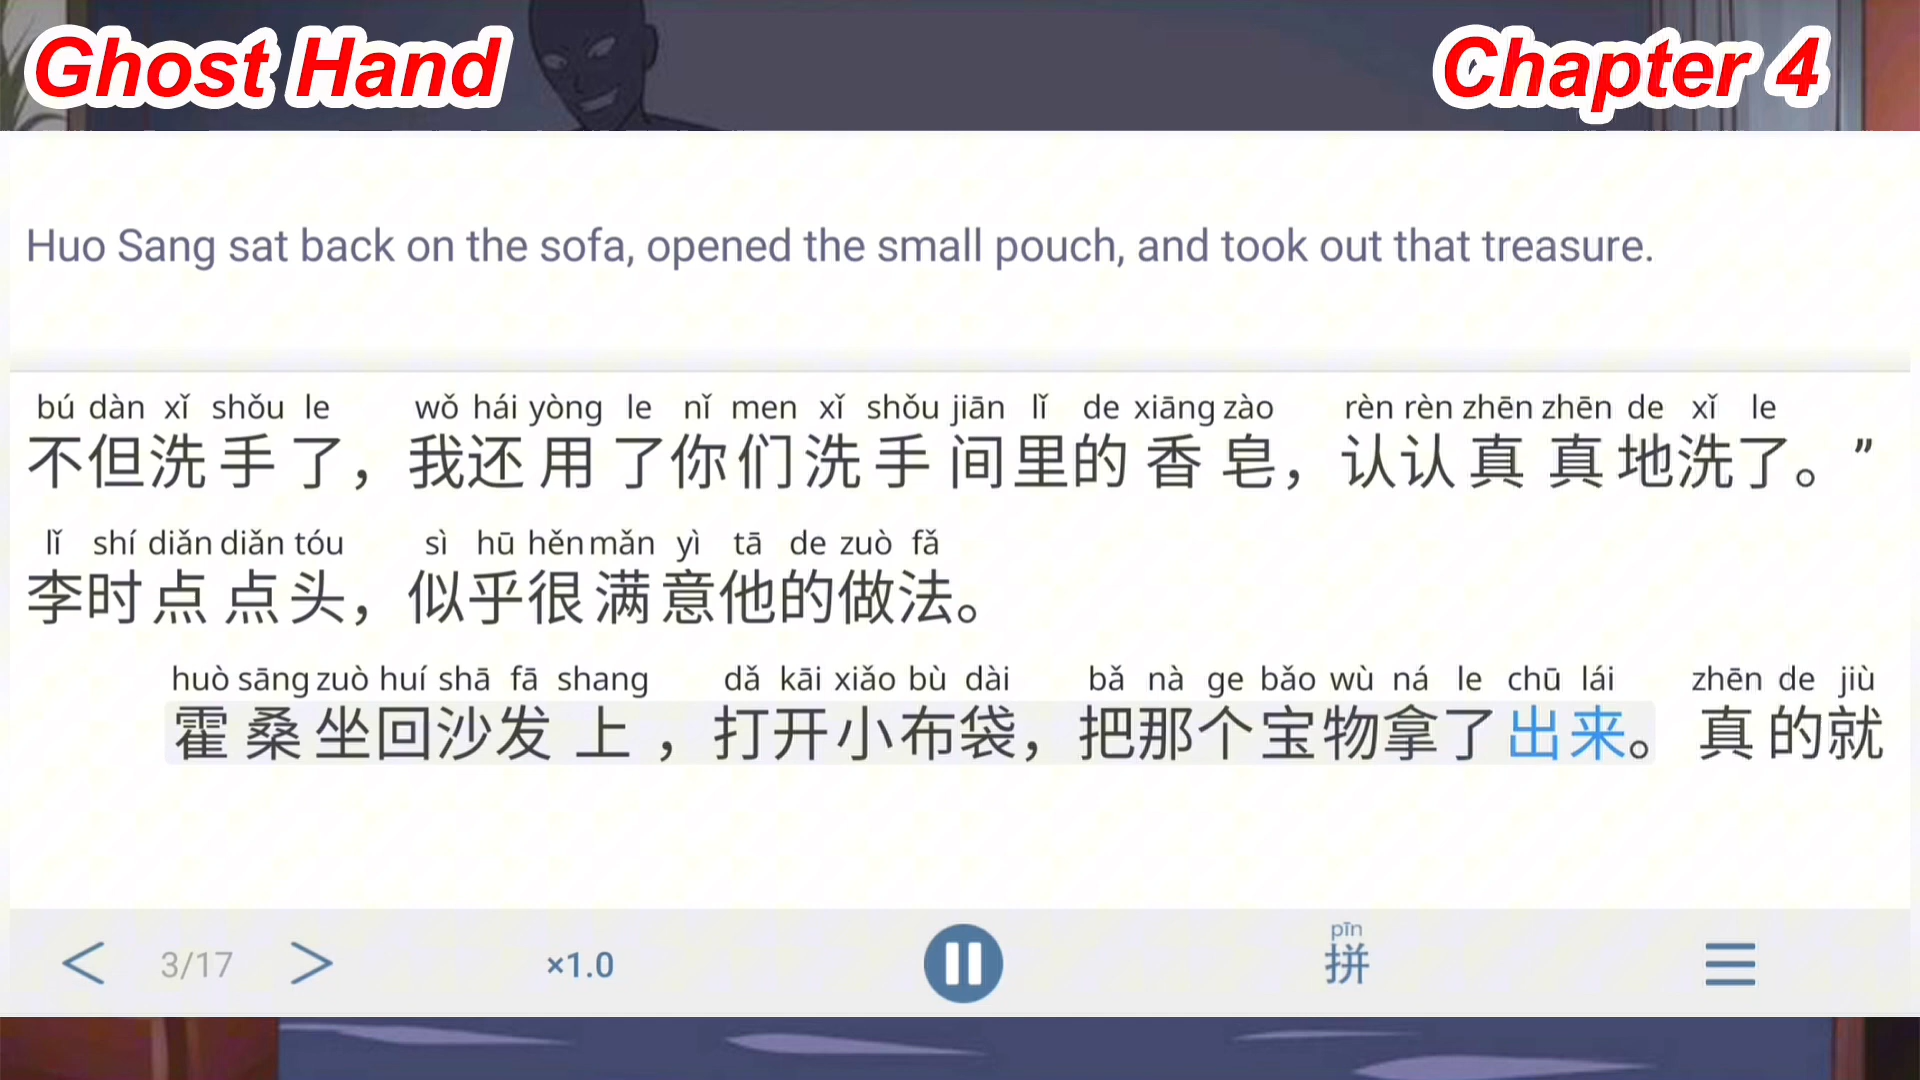 Ghost Hand
Chapter 4
Huo Sang sat back on the sofa, opened the small pouch, and took out that treasure.
bú dàn xǐ shǒu le wǒ hái yòng le nǐ men xǐ shǒu jiān lǐ de xiāng zào rèn rèn zhēn zhēn de xǐ le
不但洗手了，我还用了你们洗手间里的香皂，认认真真地洗了。”
lǐ shí diǎn diǎn tóu sì hū hěn mǎn yì tā de zuò fǎ
李时点点头，似乎很满意他的做法。
huò sāng zuò huí shā fā shang dǎ kāi xiǎo bù dài bǎ nà ge bǎo wù ná le chū lái zhēn de jiù
霍桑坐回沙发上，打开小布袋，把那个宝物拿了出来。真的就
< 3/17 > ×1.0
pīn
拼